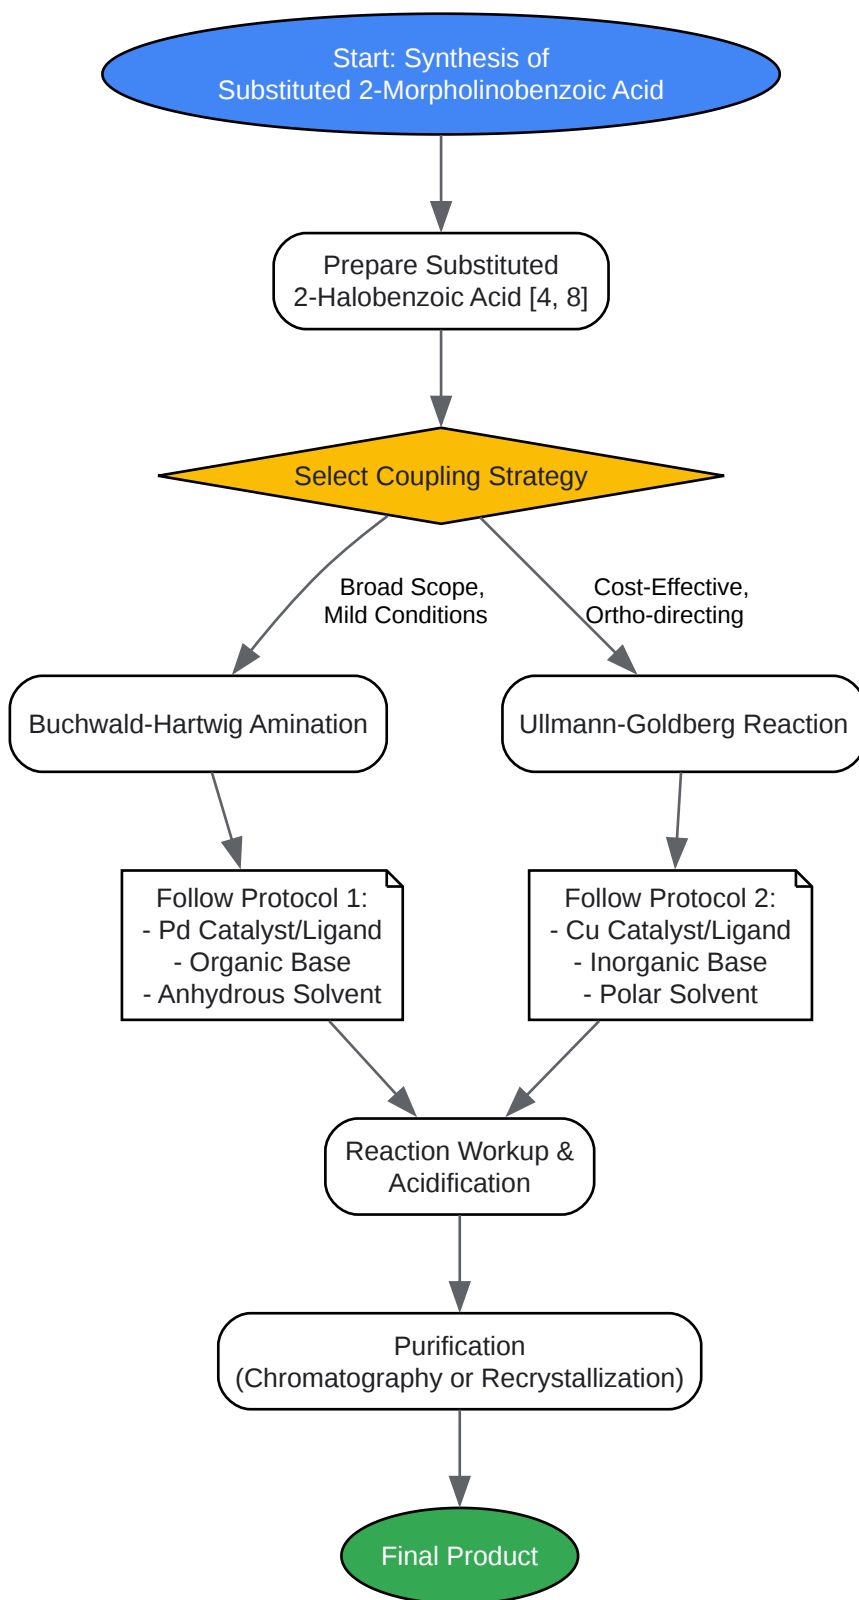 Start: Synthesis of
Substituted 2-Morpholinobenzoic Acid
Prepare Substituted
2-Halobenzoic Acid [4, 8]
Select Coupling Strategy
Broad Scope,
Mild Conditions
Cost-Effective,
Ortho-directing
Buchwald-Hartwig Amination
Ullmann-Goldberg Reaction
Follow Protocol 1:
- Pd Catalyst/Ligand
- Organic Base
- Anhydrous Solvent
Follow Protocol 2:
- Cu Catalyst/Ligand
- Inorganic Base
- Polar Solvent
Reaction Workup &
Acidification
Purification
(Chromatography or Recrystallization)
Final Product